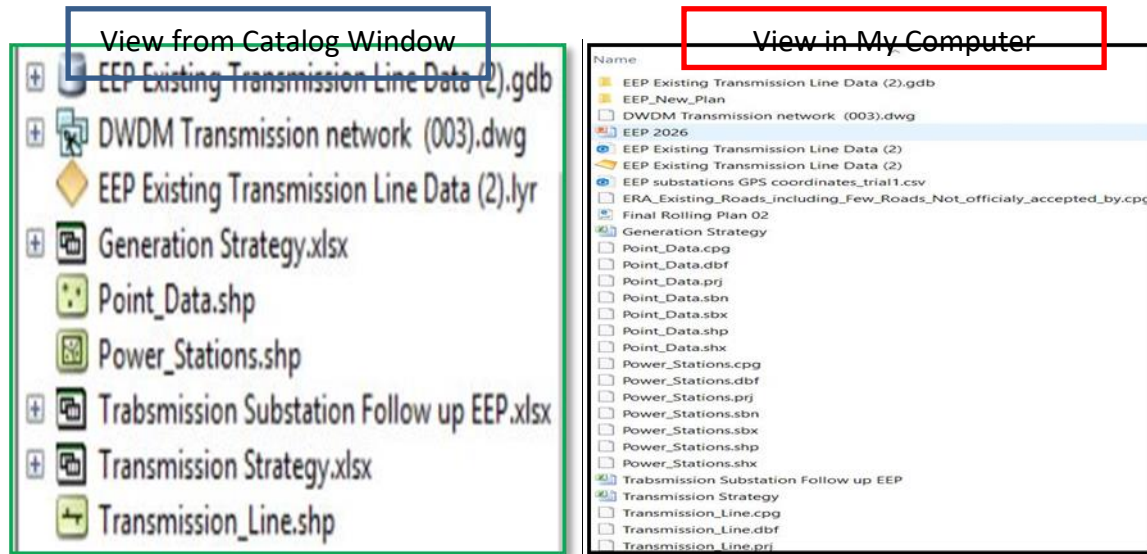 View from Catalog Window
EEP Existing Transmission Line Data (2).gdb
DWDM Transmission network (003).dwg
EEP Existing Transmission Line Data (2).lyr
Generation Strategy.xlsx
Point_Data.shp
Power_Stations.shp
Trabsmission Substation Follow up EEP.xlsx
Transmission Strategy.xlsx
Transmission_Line.shp
View in My Computer
Name
EEP Existing Transmission Line Data (2).gdb
EEP_New_Plan
DWDM Transmission network (003).dwg
EEP 2026
EEP Existing Transmission Line Data (2)
EEP Existing Transmission Line Data (2)
EEP substations GPS coordinates_trial1.csv
ERA_Existing_Roads_including_Few_Roads_Not_officialy_accepted_by.cpg
Final Rolling Plan 02
Generation Strategy
Point_Data.cpg
Point_Data.dbf
Point_Data.prj
Point_Data.sbn
Point_Data.sbx
Point_Data.shp
Point_Data.shx
Power_Stations.cpg
Power_Stations.dbf
Power_Stations.prj
Power_Stations.sbn
Power_Stations.sbx
Power_Stations.shp
Power_Stations.shx
Trabsmission Substation Follow up EEP
Transmission Strategy
Transmission_Line.cpg
Transmission_Line.dbf
Transmission_Line.prj